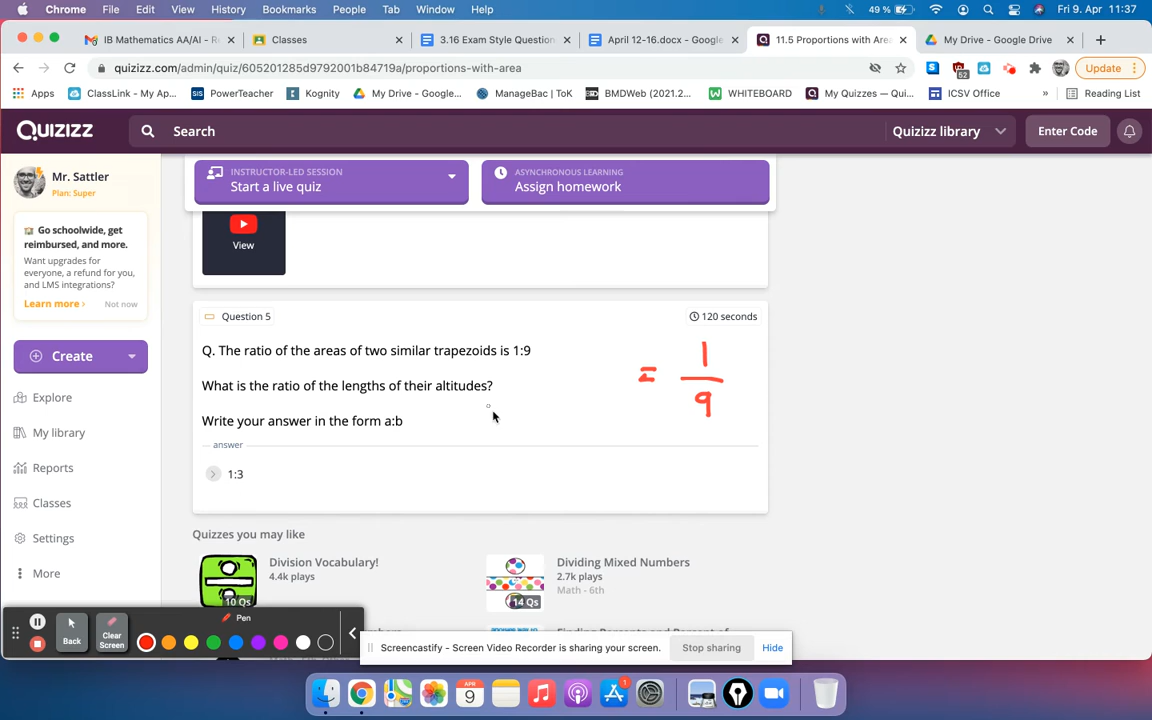 Chrome File Edit View History Bookmarks People Tab Window Help 49 % Fri 9. Apr 11:37
IB Mathematics AA/AI - R Classes 3.16 Exam Style Question April 12-16.docx - Google 11.5 Proportions with Area My Drive - Google Drive
quizizz.com/admin/quiz/605201285d9792001b84719a/proportions-with-area 52 Update
Apps ClassLink - My Ap... PowerTeacher Kognity My Drive - Google... ManageBac | ToK BMDWeb (2021.2... WHITEBOARD My Quizzes — Qui... ICSV Office » Reading List
QUIZIZZ Search Quizizz library Enter Code
Mr. Sattler
Plan: Super
INSTRUCTOR-LED SESSION
Start a live quiz
ASYNCHRONOUS LEARNING
Assign homework
Go schoolwide, get
reimbursed, and more.
Want upgrades for
everyone, a refund for you,
and LMS integrations?
Learn more > Not now
Create
Explore
My library
Reports
Classes
Settings
More
View
Question 5 120 seconds
Q. The ratio of the areas of two similar trapezoids is 1:9
What is the ratio of the lengths of their altitudes?
Write your answer in the form a:b
= 1
9
answer
1:3
Quizzes you may like
Division Vocabulary!
4.4k plays
10 Qs
Dividing Mixed Numbers
2.7k plays
Math - 6th
14 Qs
Pen
Back
Clear
Screen
Screencastify - Screen Video Recorder is sharing your screen. Stop sharing Hide
APR
9
1